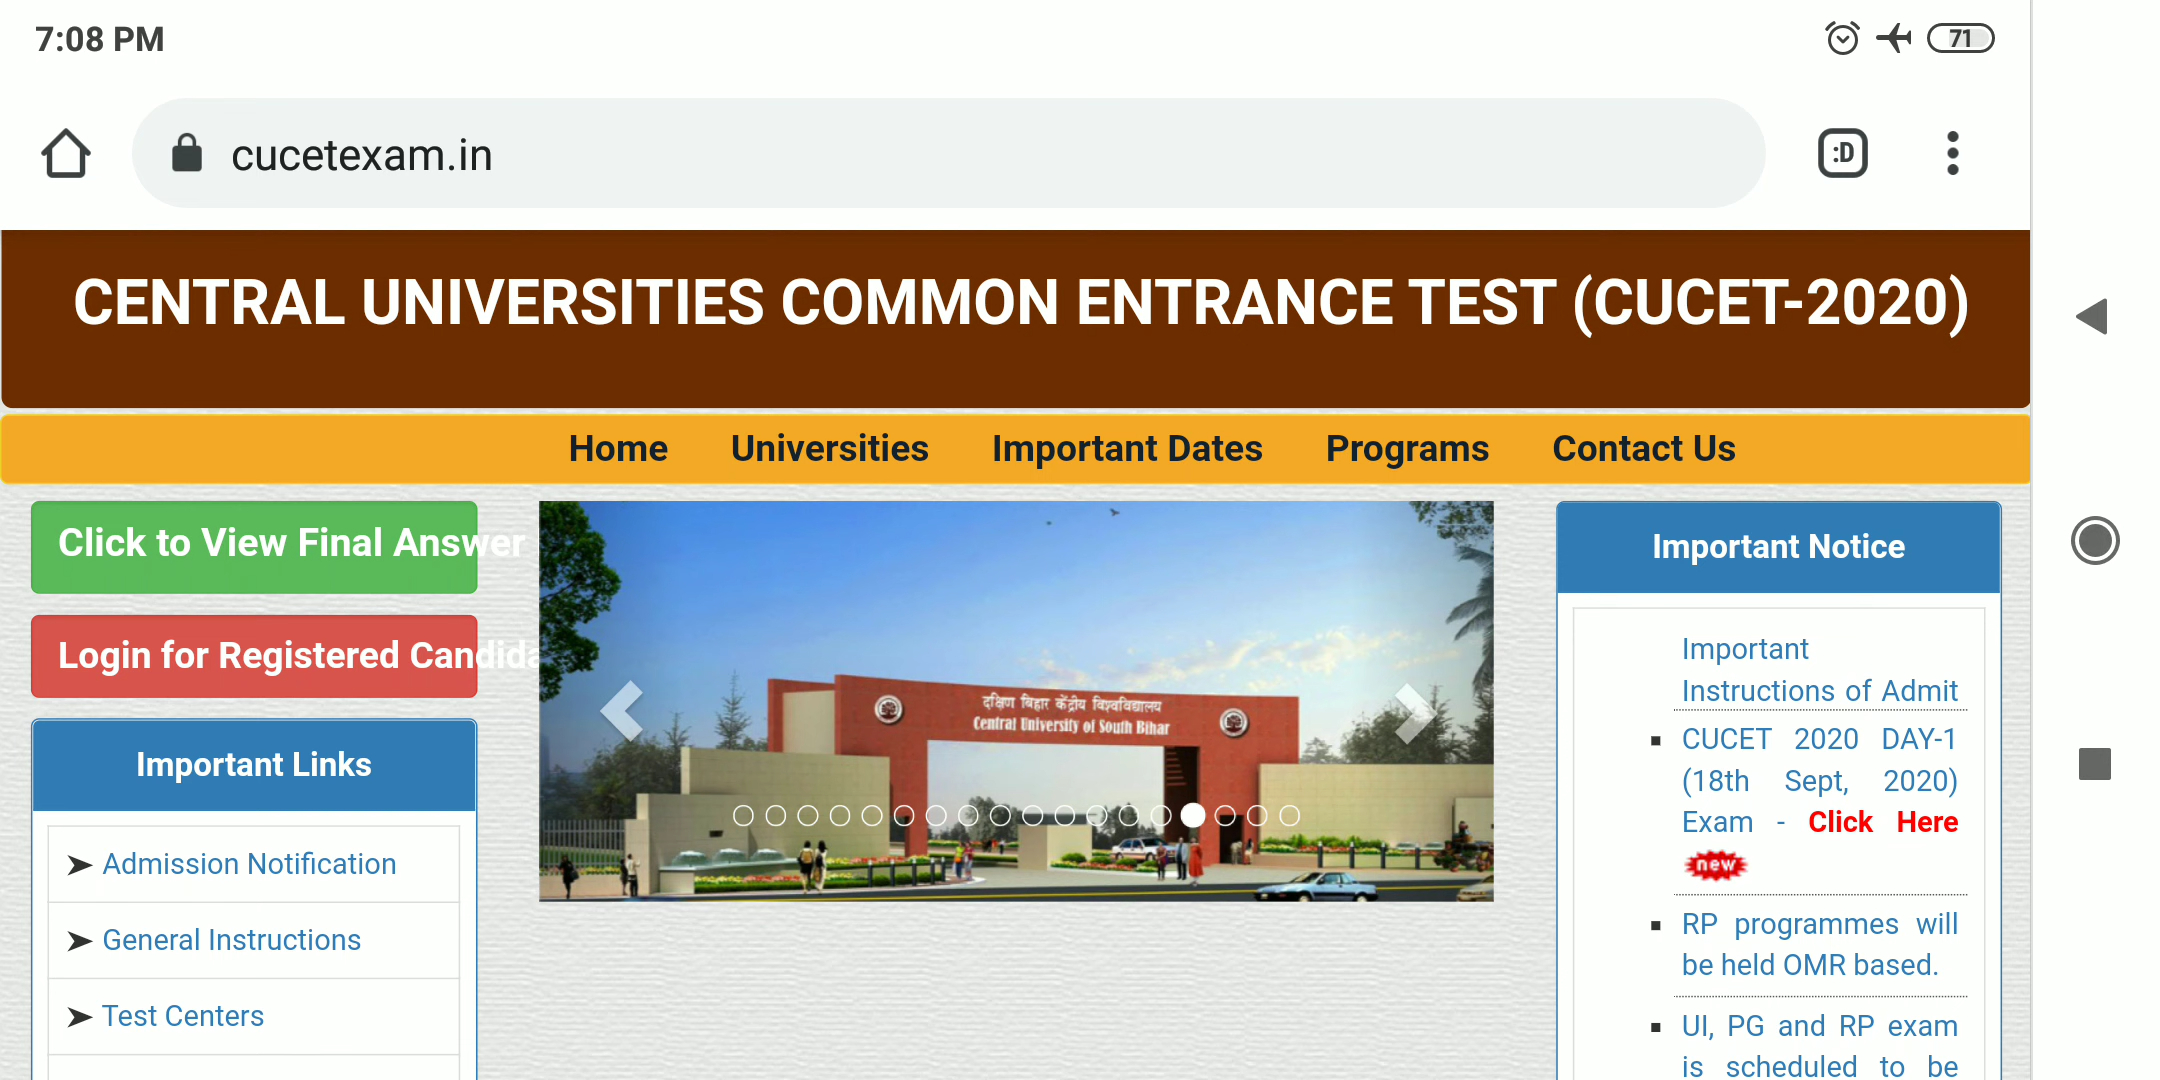 7:08 PM
71
cucetexam.in
:D
CENTRAL UNIVERSITIES COMMON ENTRANCE TEST (CUCET-2020)
Home Universities Important Dates Programs Contact Us
Click to View Final Answer
Login for Registered Candida
Important Links
➤ Admission Notification
➤ General Instructions
➤ Test Centers
दक्षिण बिहार केंद्रीय विश्वविद्यालय
Central University of South Bihar
Important Notice
Important
Instructions of Admit
▪ CUCET 2020 DAY-1
(18th Sept, 2020)
Exam - Click Here
new
▪ RP programmes will
be held OMR based.
▪ UI, PG and RP exam
is scheduled to be